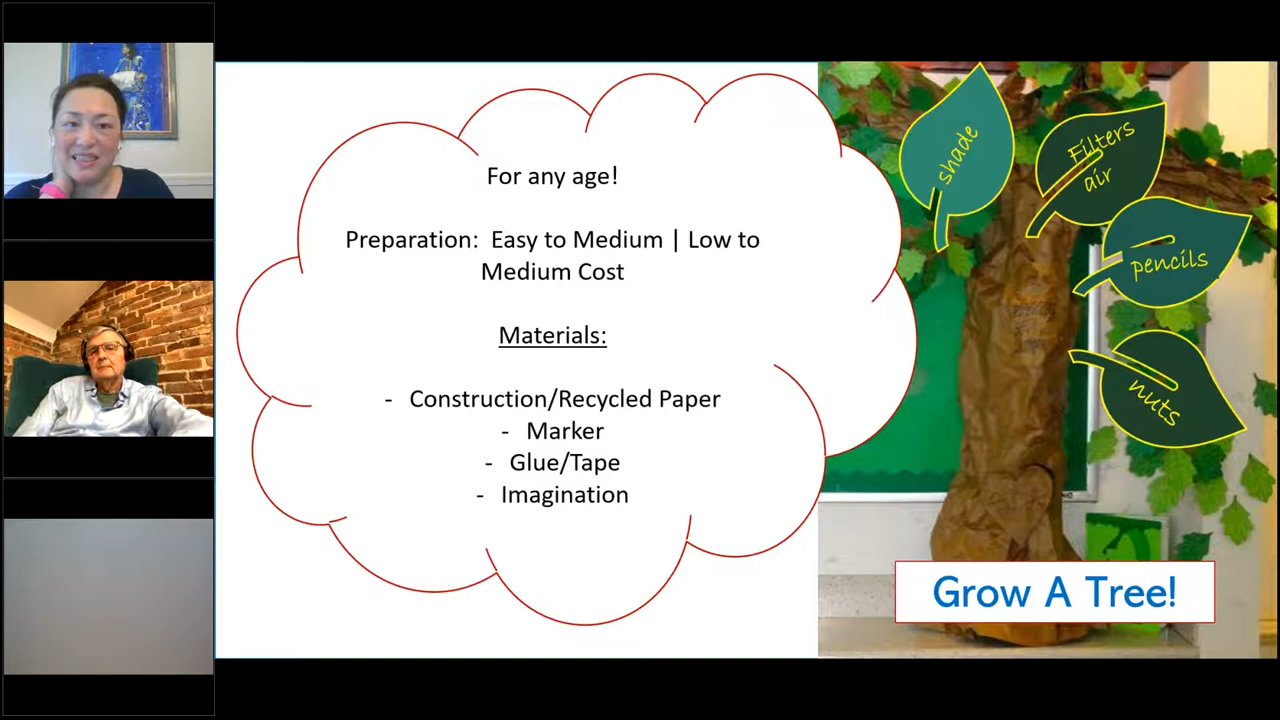 For any age!
Preparation:  Easy to Medium | Low to
Medium Cost
Materials:
- Construction/Recycled Paper
- Marker
- Glue/Tape
- Imagination
shade
Filters
air
pencils
nuts
Grow A Tree!